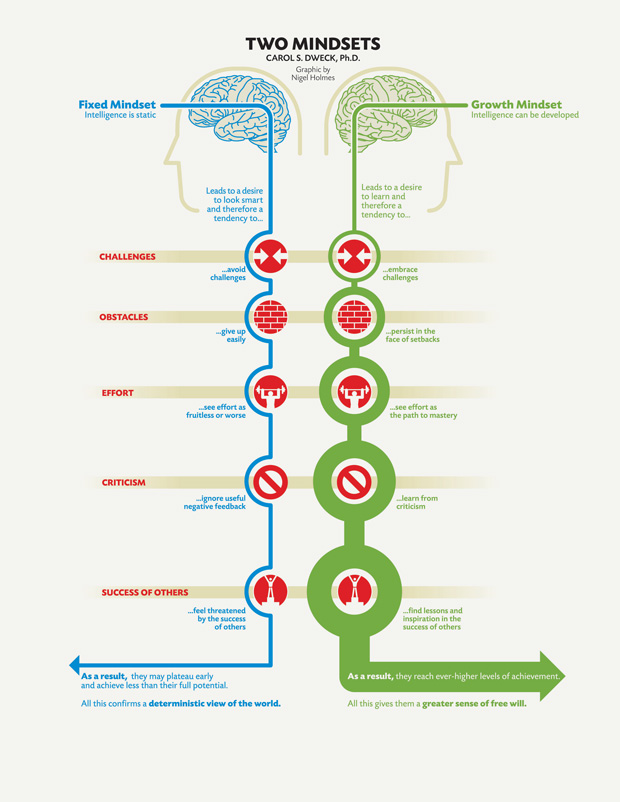 TWO MINDSETS
CAROL S. DWECK, Ph.D.
Graphic by
Nigel Holmes
Fixed Mindset
Intelligence is static
Growth Mindset
Intelligence can be developed
Leads to a desire
to look smart
and therefore a
tendency to...
Leads to a desire
to learn and
therefore a
tendency to...
CHALLENGES
...avoid
challenges
...embrace
challenges
OBSTACLES
...give up
easily
...persist in the
face of setbacks
EFFORT
...see effort as
fruitless or worse
...see effort as
the path to mastery
CRITICISM
...ignore useful
negative feedback
...learn from
criticism
SUCCESS OF OTHERS
...feel threatened
by the success
of others
...find lessons and
inspiration in the
success of others
As a result, they may plateau early
and achieve less than their full potential.
All this confirms a deterministic view of the world.
As a result, they reach ever-higher levels of achievement.
All this gives them a greater sense of free will.